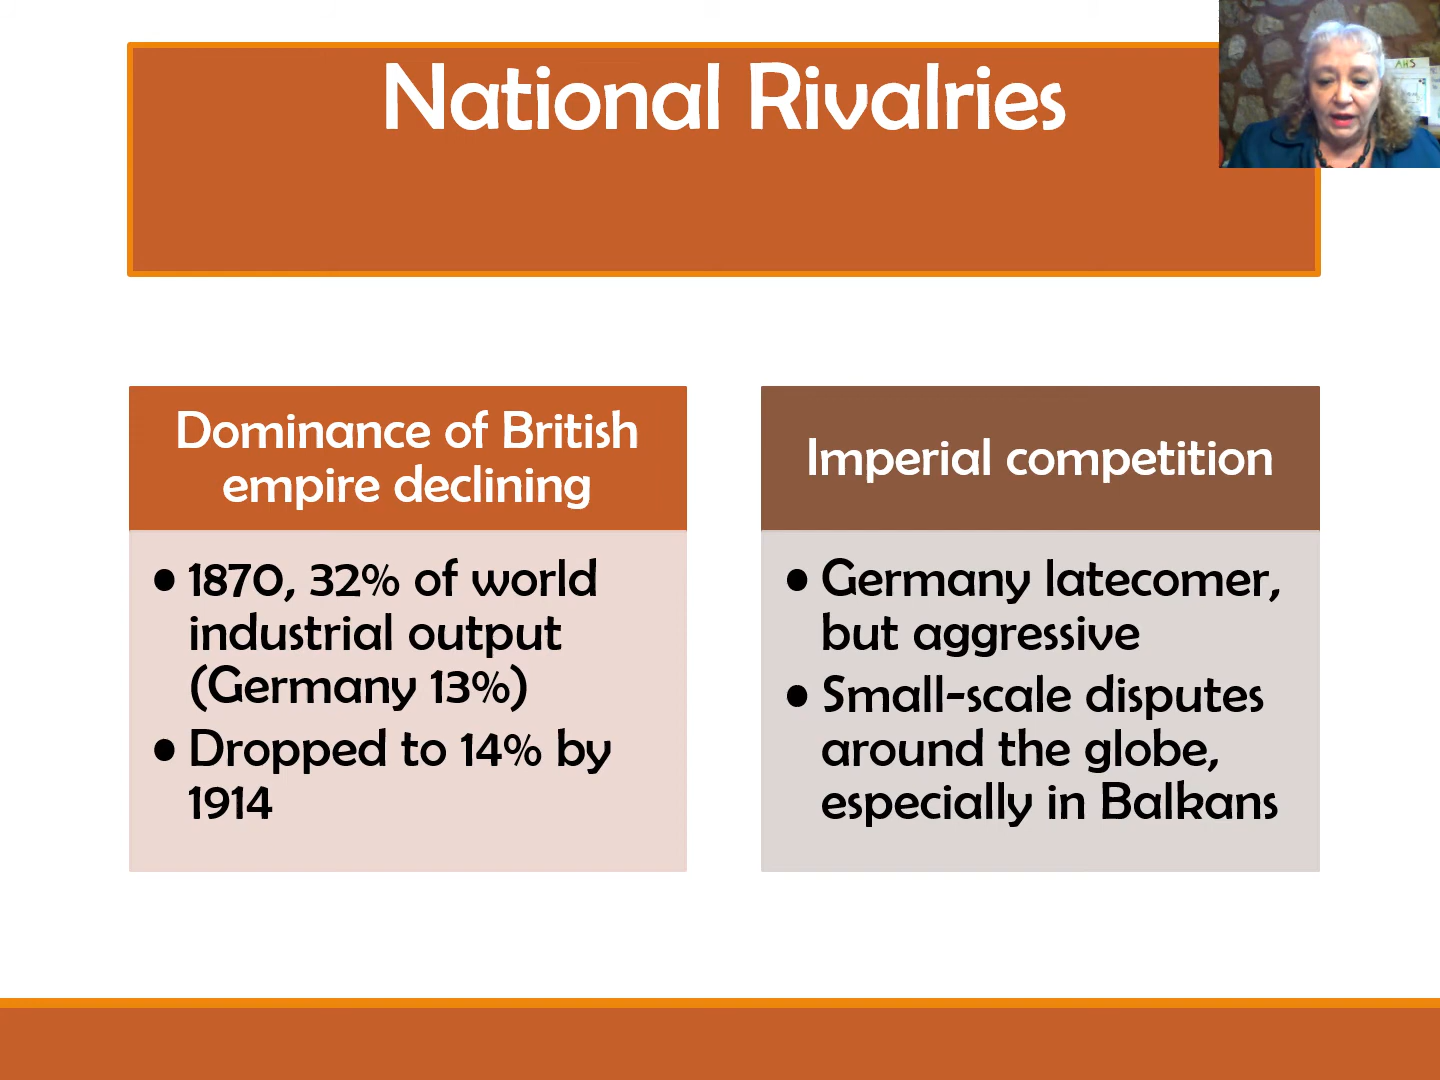 National Rivalries
AHS
Dominance of British
empire declining
• 1870, 32% of world
industrial output
(Germany 13%)
• Dropped to 14% by
1914
Imperial competition
• Germany latecomer,
but aggressive
• Small-scale disputes
around the globe,
especially in Balkans